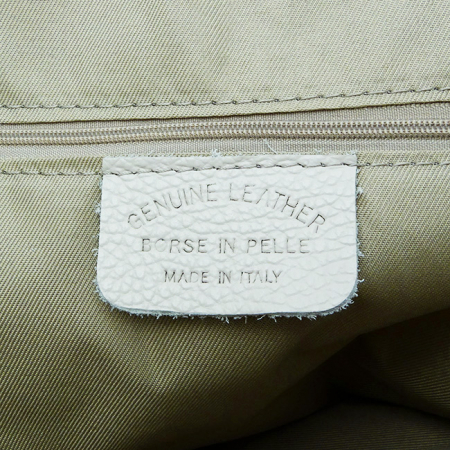 GENUINE LEATHER
BORSE IN PELLE
MADE IN ITALY